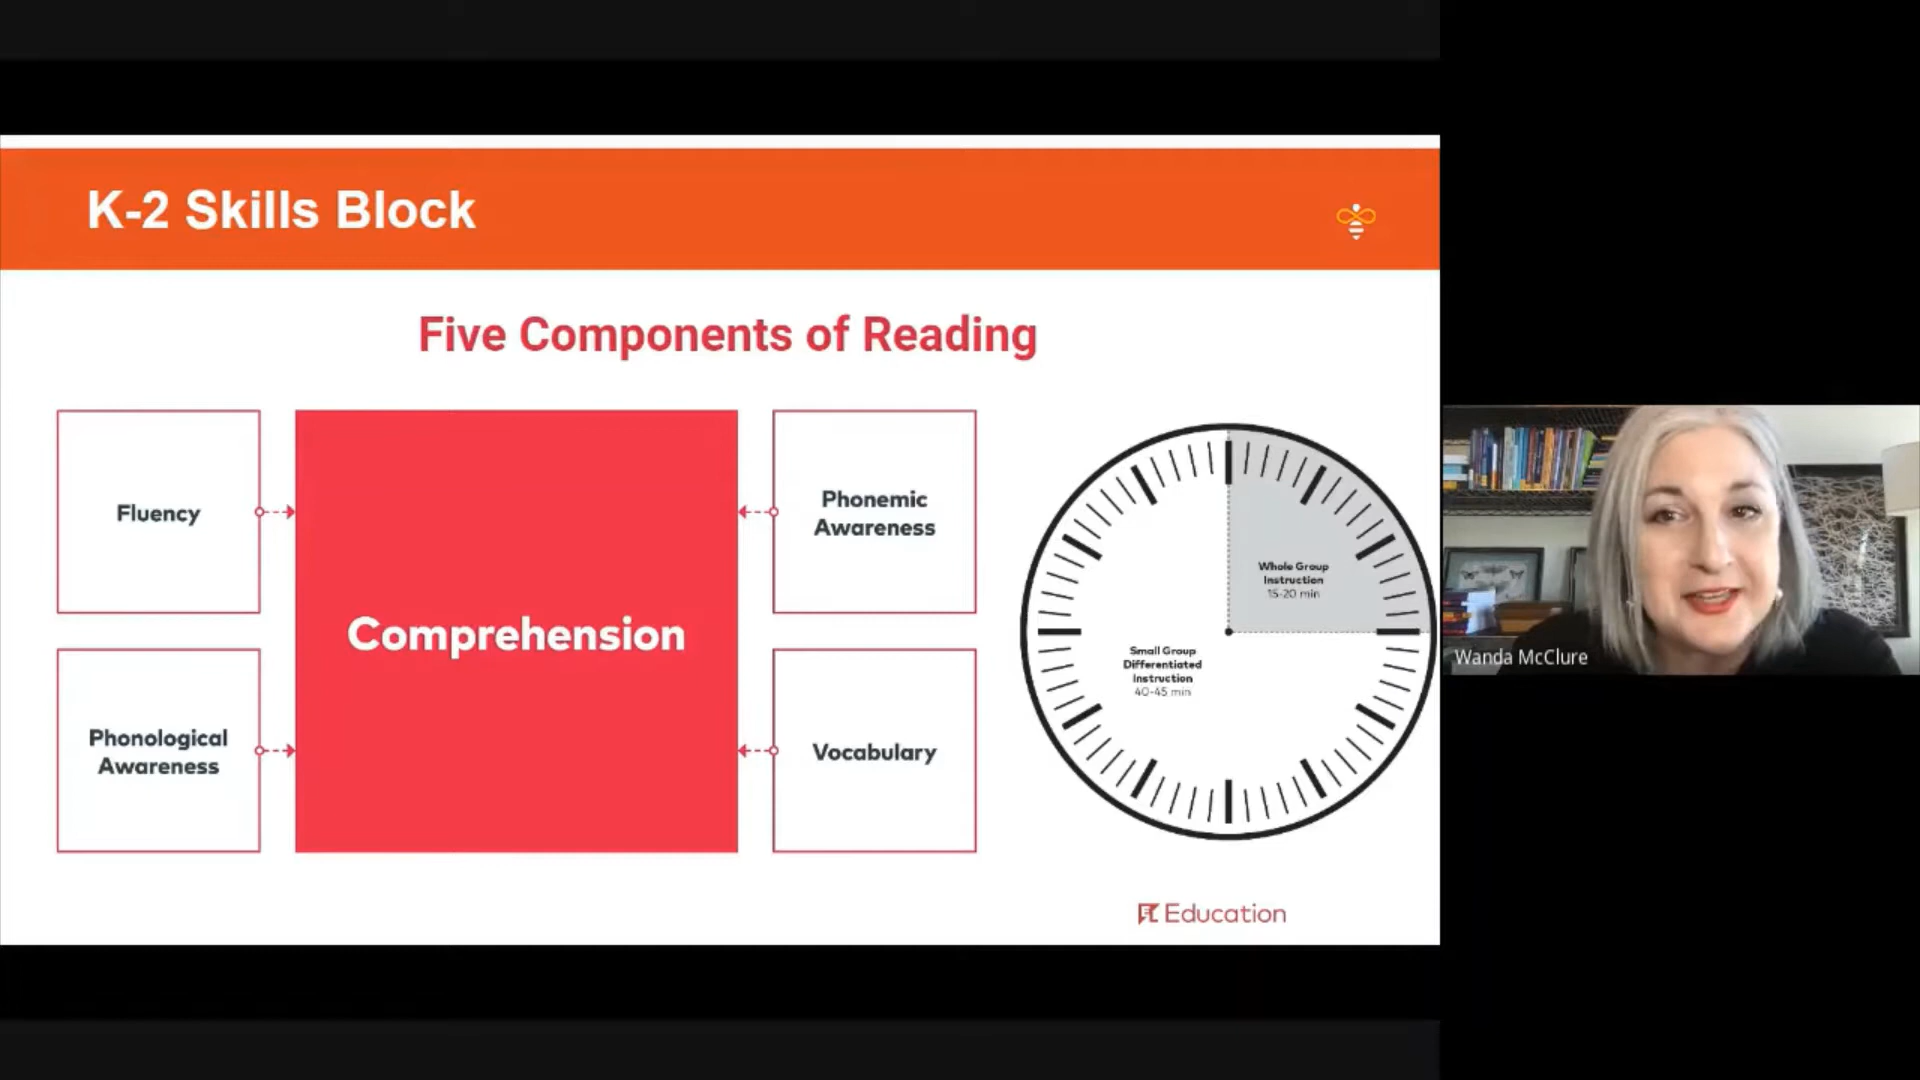 K-2 Skills Block
Five Components of Reading
Fluency
Phonological
Awareness
Comprehension
Phonemic
Awareness
Vocabulary
Whole Group
Instruction
15-20 min
Small Group
Differentiated
Instruction
40-45 min
EL Education
Wanda McClure